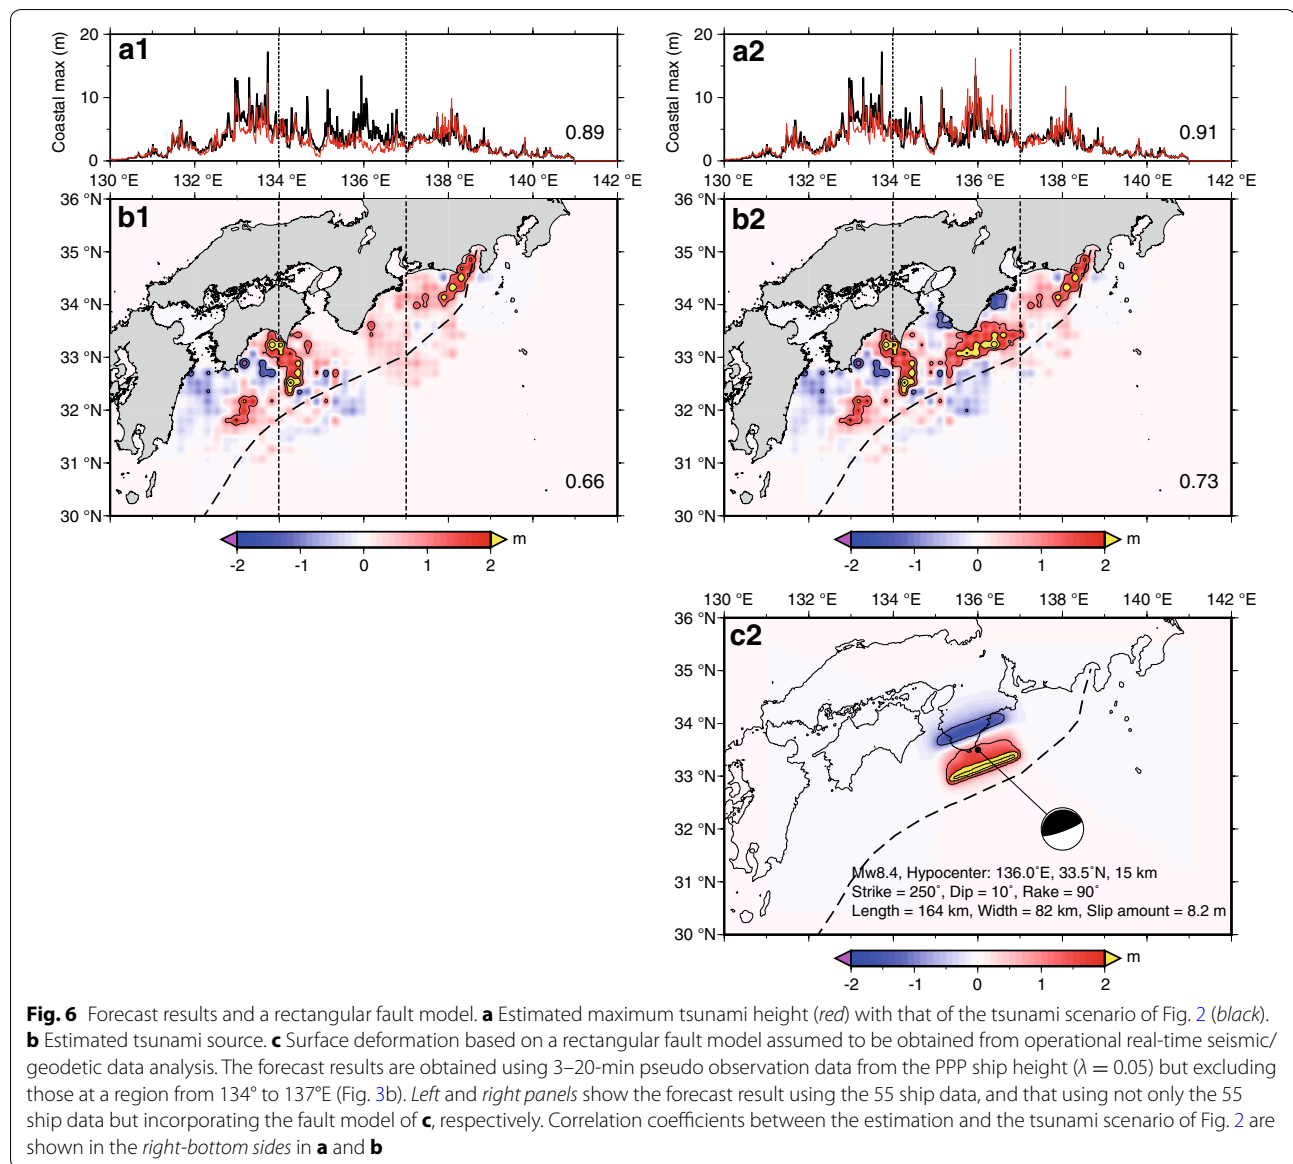 a1
Coastal max (m)
20
10
0
0.89
130 °E 132 °E 134 °E 136 °E 138 °E 140 °E 142 °E
a2
Coastal max (m)
20
10
0
0.91
130 °E 132 °E 134 °E 136 °E 138 °E 140 °E 142 °E
b1
36 °N
35 °N
34 °N
33 °N
32 °N
31 °N
30 °N
0.66
-2 -1 0 1 2 m
b2
36 °N
35 °N
34 °N
33 °N
32 °N
31 °N
30 °N
0.73
-2 -1 0 1 2 m
130 °E 132 °E 134 °E 136 °E 138 °E 140 °E 142 °E
c2
36 °N
35 °N
34 °N
33 °N
32 °N
31 °N
30 °N
Mw8.4, Hypocenter: 136.0˚E, 33.5˚N, 15 km
Strike = 250˚, Dip = 10˚, Rake = 90˚
Length = 164 km, Width = 82 km, Slip amount = 8.2 m
-2 -1 0 1 2 m
Fig. 6 Forecast results and a rectangular fault model. a Estimated maximum tsunami height (red) with that of the tsunami scenario of Fig. 2 (black).
b Estimated tsunami source. c Surface deformation based on a rectangular fault model assumed to be obtained from operational real-time seismic/
geodetic data analysis. The forecast results are obtained using 3–20-min pseudo observation data from the PPP ship height (λ = 0.05) but excluding
those at a region from 134° to 137°E (Fig. 3b). Left and right panels show the forecast result using the 55 ship data, and that using not only the 55
ship data but incorporating the fault model of c, respectively. Correlation coefficients between the estimation and the tsunami scenario of Fig. 2 are
shown in the right-bottom sides in a and b